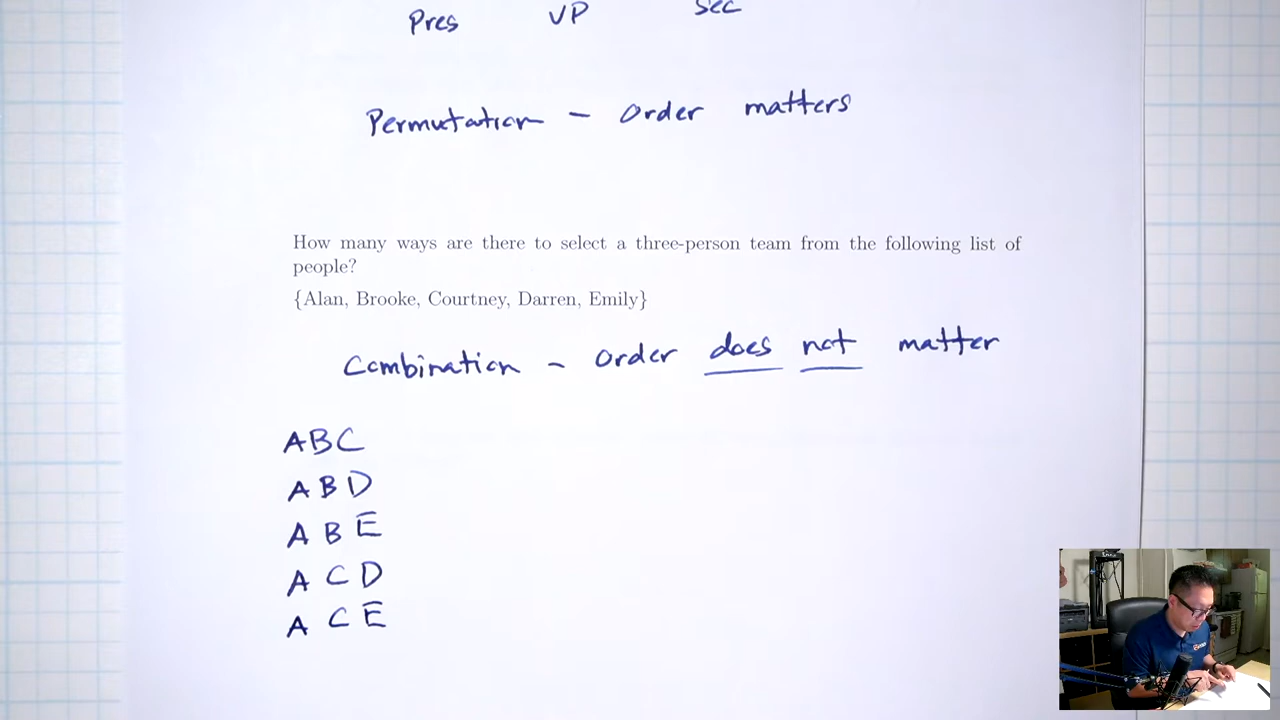 Pres VP Sec
Permutation - Order matters
How many ways are there to select a three-person team from the following list of
people?
{Alan, Brooke, Courtney, Darren, Emily}
Combination - Order does not matter
ABC
ABD
ABE
ACD
ACE